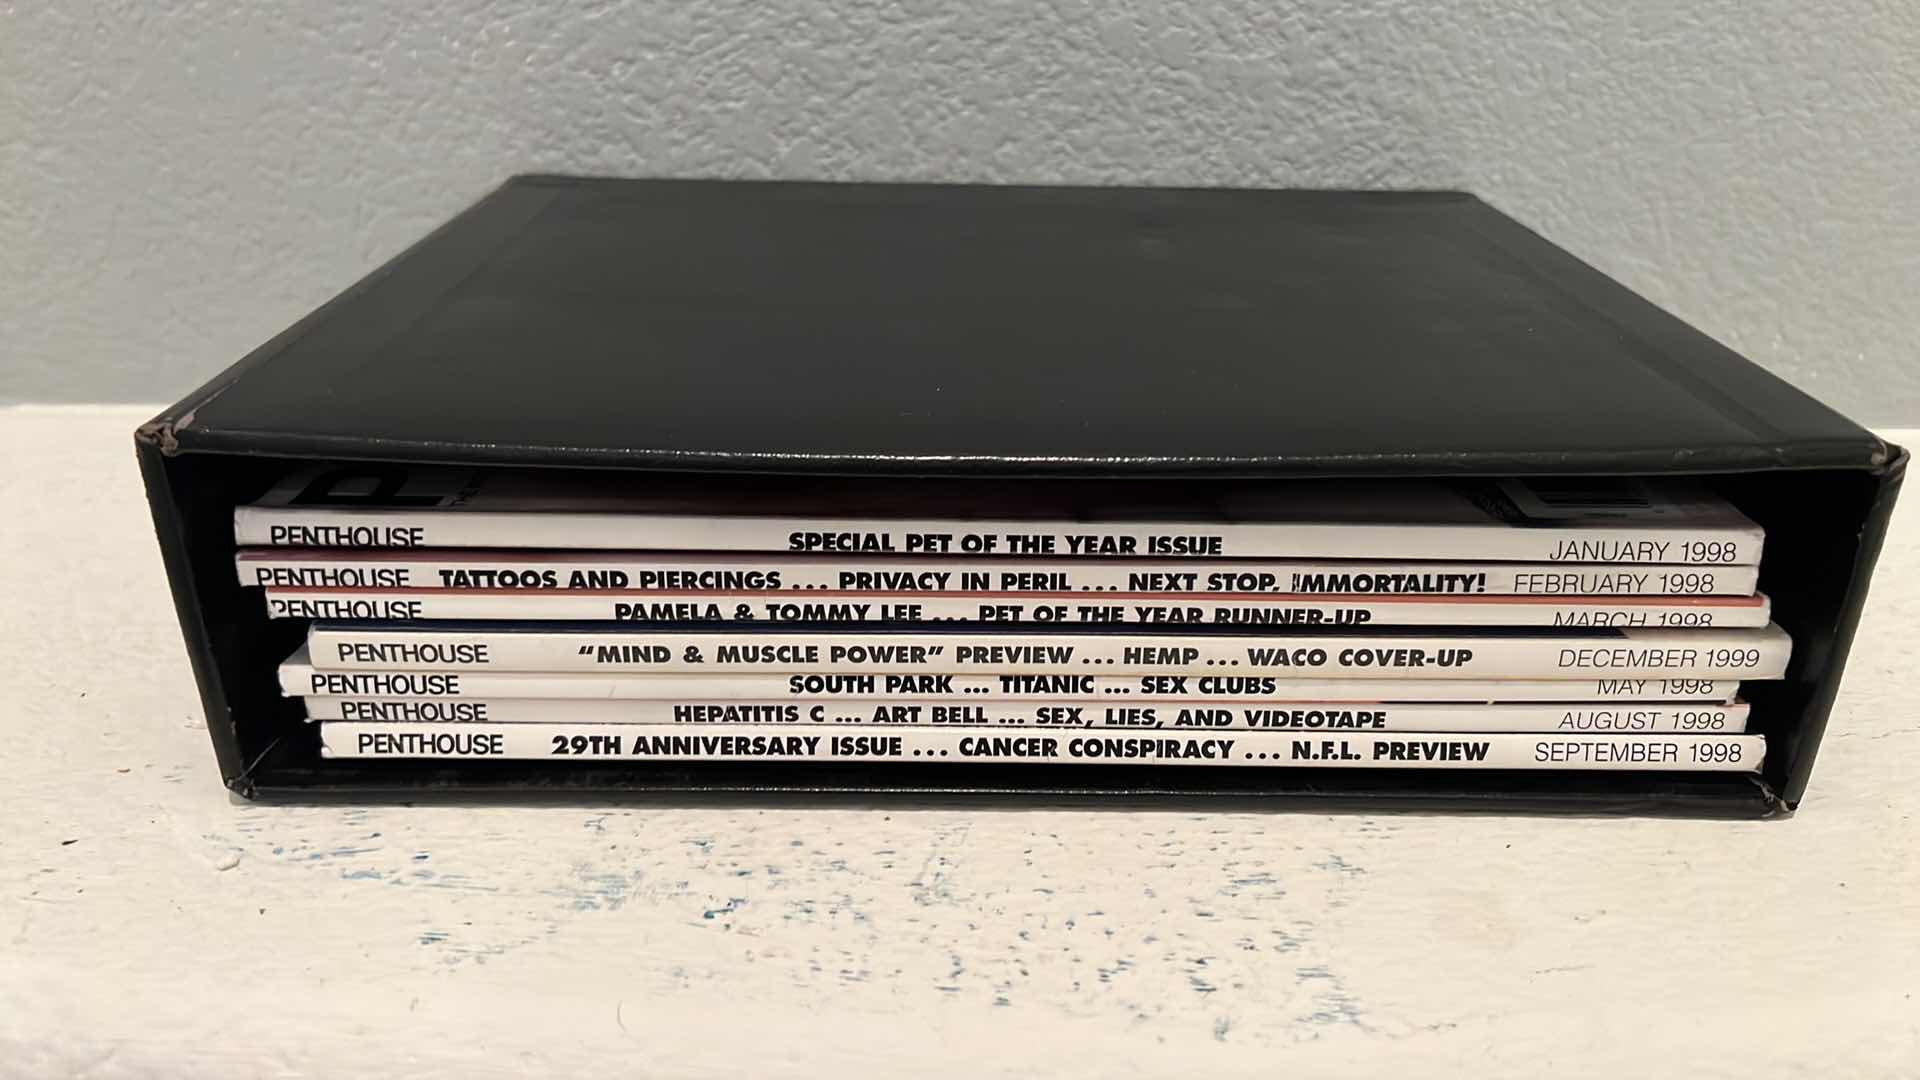 PENTHOUSE SPECIAL PET OF THE YEAR ISSUE JANUARY 1998
PENTHOUSE TATTOOS AND PIERCINGS ... PRIVACY IN PERIL ... NEXT STOP, IMMORTALITY! FEBRUARY 1998
PENTHOUSE PAMELA & TOMMY LEE ... PET OF THE YEAR RUNNER-UP MARCH 1998
PENTHOUSE "MIND & MUSCLE POWER" PREVIEW ... HEMP ... WACO COVER-UP DECEMBER 1999
PENTHOUSE SOUTH PARK ... TITANIC ... SEX CLUBS MAY 1998
PENTHOUSE HEPATITIS C ... ART BELL ... SEX, LIES, AND VIDEOTAPE AUGUST 1998
PENTHOUSE 29TH ANNIVERSARY ISSUE ... CANCER CONSPIRACY ... N.F.L. PREVIEW SEPTEMBER 1998